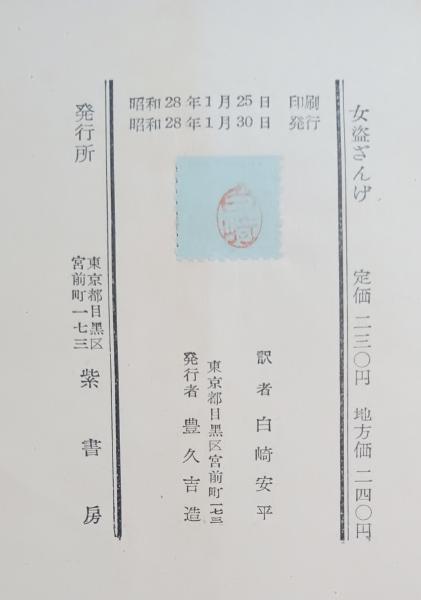 女盗ざんげ　定価二三〇円　地方価二四〇円
昭和28年1月25日　印刷
昭和28年1月30日　発行
白崎
訳者　白崎安平
東京都目黒区宮前町一七三
発行者　豊久吉造
発行所
東京都目黒区
宮前町一七三
紫書房